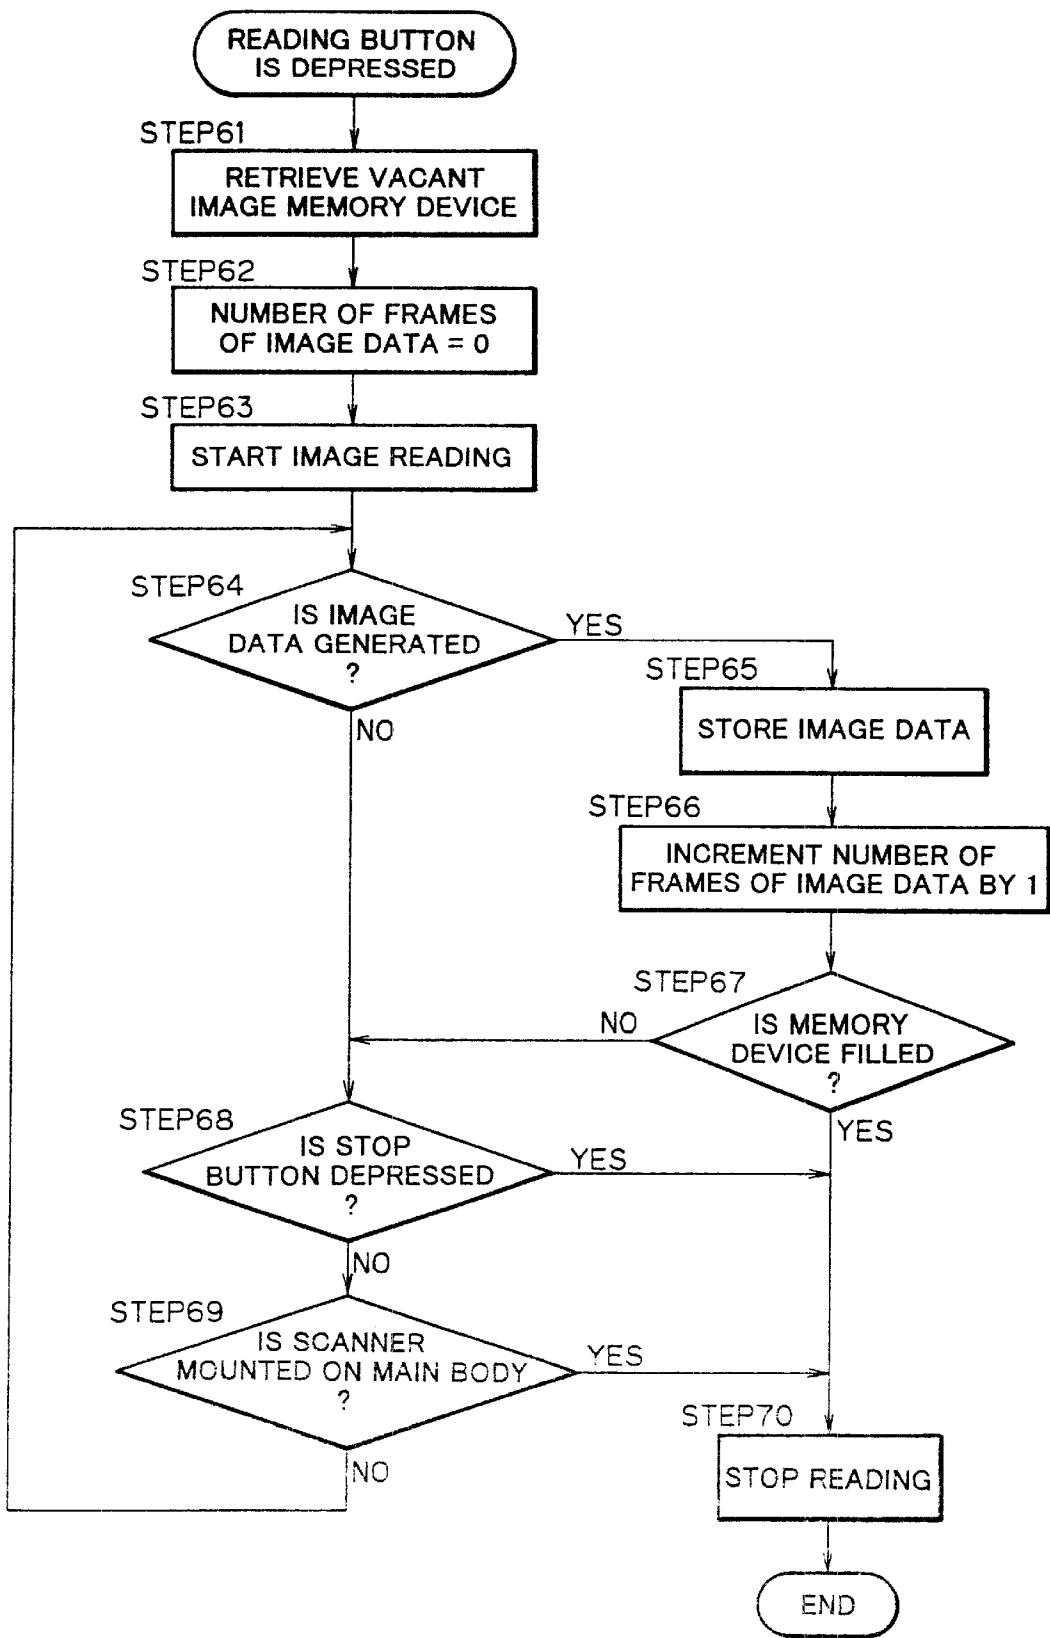 READING BUTTON
IS DEPRESSED
STEP61
RETRIEVE VACANT
IMAGE MEMORY DEVICE
STEP62
NUMBER OF FRAMES
OF IMAGE DATA = 0
STEP63
START IMAGE READING
STEP64
IS IMAGE
DATA GENERATED
?
YES
NO
STEP65
STORE IMAGE DATA
STEP66
INCREMENT NUMBER OF
FRAMES OF IMAGE DATA BY 1
STEP67
IS MEMORY
DEVICE FILLED
?
NO
YES
STEP68
IS STOP
BUTTON DEPRESSED
?
YES
NO
STEP69
IS SCANNER
MOUNTED ON MAIN BODY
?
YES
NO
STEP70
STOP READING
END